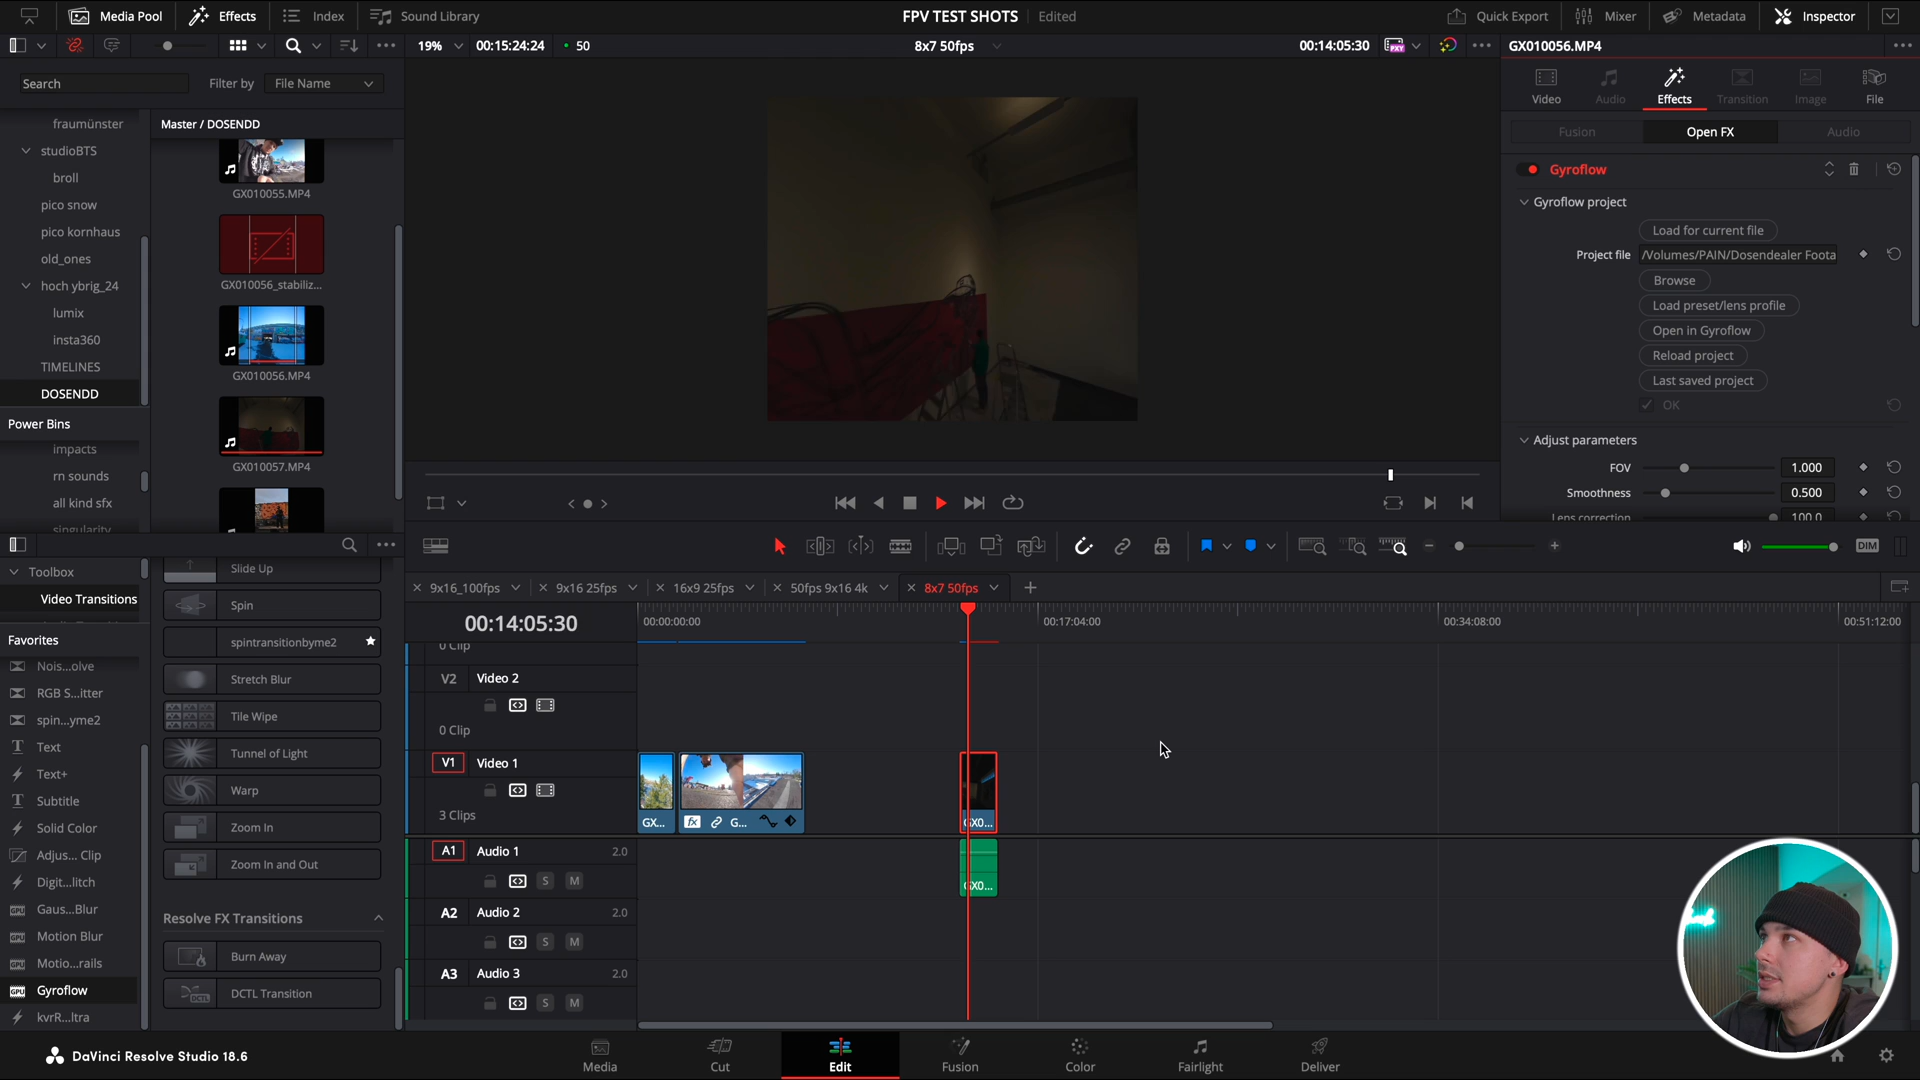 Media Pool
Effects
Index
Sound Library
FPV TEST SHOTS
Edited
Quick Export
Mixer
Metadata
Inspector
19%
00:15:24:24
50
8x7 50fps
00:14:05:30
GX010056.MP4
Search
Filter by
File Name
Video
Audio
Effects
Transition
Image
File
Master / DOSENDD
Fusion
Open FX
Audio
fraumünster
studioBTS
broll
pico snow
pico kornhaus
old_ones
hoch ybrig_24
lumix
insta360
TIMELINES
DOSENDD
GX010055.MP4
GX010056_stabiliz...
GX010056.MP4
GX010057.MP4
Gyroflow
Gyroflow project
Load for current file
Project file
/Volumes/PAIN/Dosendealer Foota
Browse
Load preset/lens profile
Open in Gyroflow
Reload project
Last saved project
OK
Adjust parameters
FOV
1.000
Smoothness
0.500
Lens correction
100.0
Power Bins
impacts
rn sounds
all kind sfx
singularity
DIM
Toolbox
Video Transitions
Favorites
Nois...olve
RGB S...itter
spin...yme2
Text
Text+
Subtitle
Solid Color
Adjus... Clip
Digit...litch
Gaus...Blur
Motion Blur
Motio...rails
Gyroflow
kvrR...ltra
Slide Up
Spin
spintransitionbyme2
Stretch Blur
Tile Wipe
Tunnel of Light
Warp
Zoom In
Zoom In and Out
Resolve FX Transitions
Burn Away
DCTL
DCTL Transition
9x16_100fps
9x16 25fps
16x9 25fps
50fps 9x16 4k
8x7 50fps
00:14:05:30
00:00:00:00
00:17:04:00
00:34:08:00
00:51:12:00
0 Clip
V2
Video 2
0 Clip
V1
Video 1
3 Clips
GX...
fx
G...
GX0...
A1
Audio 1
2.0
S
M
GX0...
A2
Audio 2
2.0
S
M
A3
Audio 3
2.0
S
M
DaVinci Resolve Studio 18.6
Media
Cut
Edit
Fusion
Color
Fairlight
Deliver